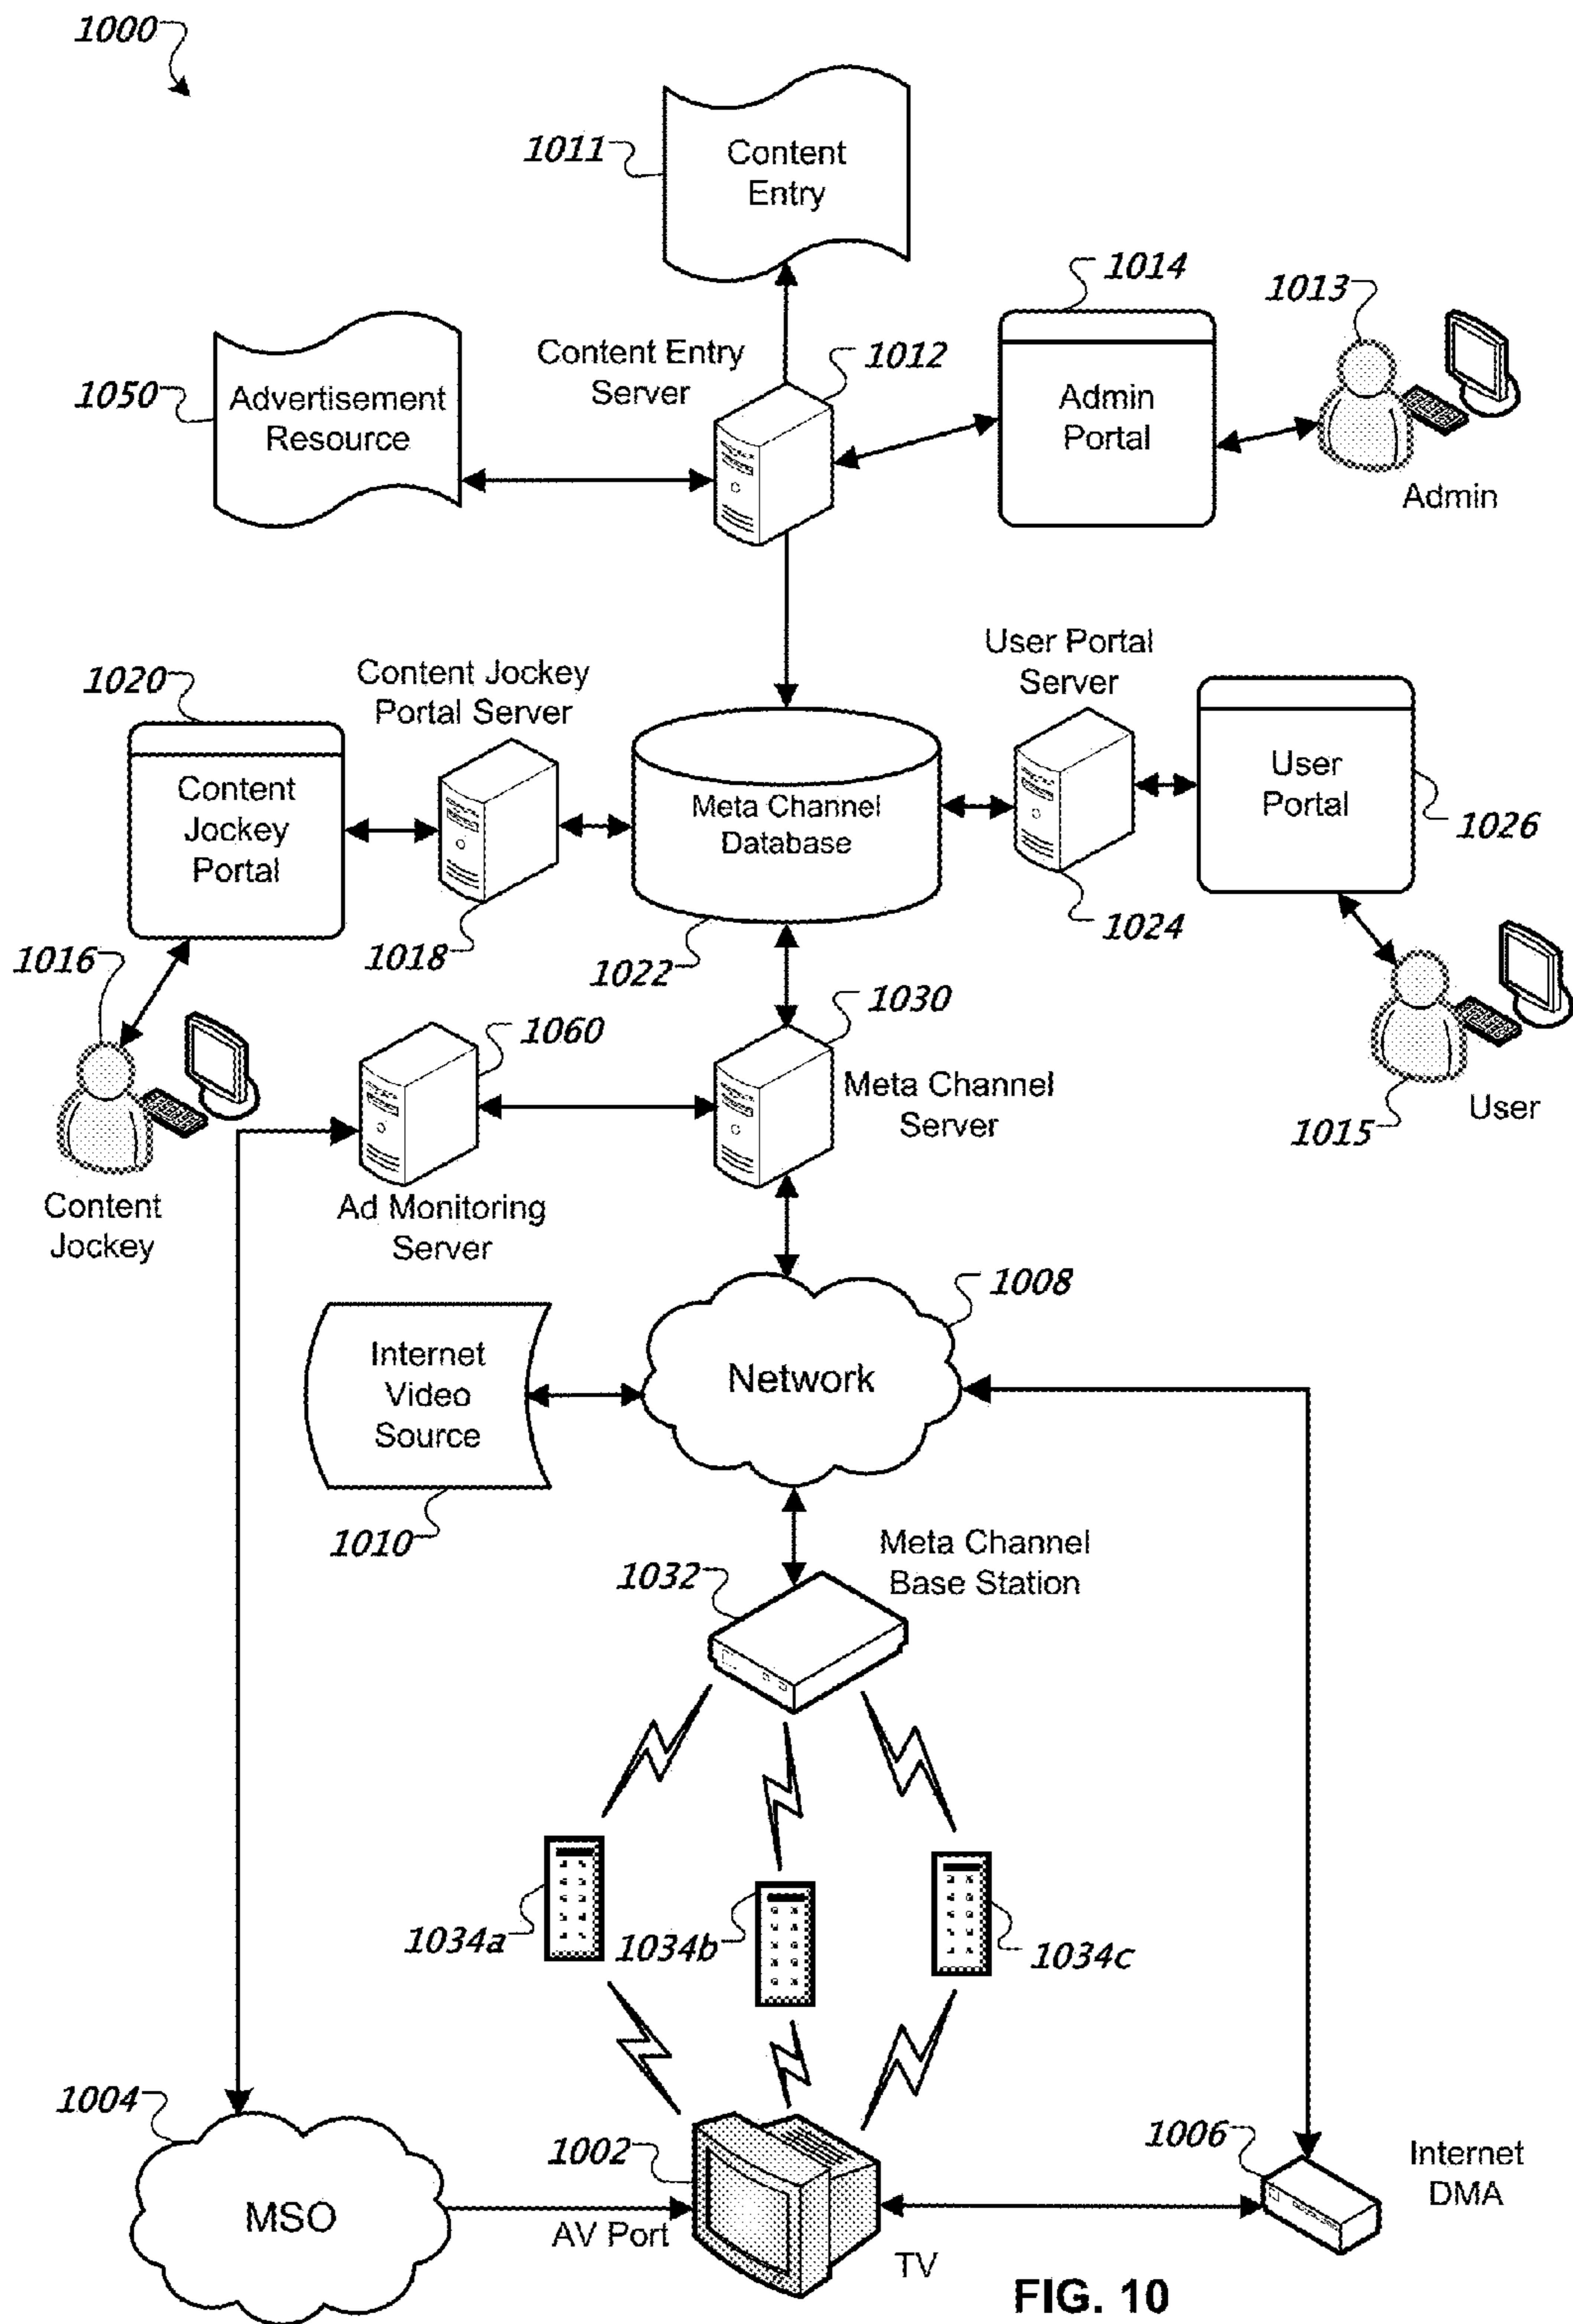 1000
1011
Content
Entry
1014
1013
1050
Advertisement
Resource
Content Entry
Server
1012
Admin
Portal
Admin
1020
Content Jockey
Portal Server
User Portal
Server
Content
Jockey
Portal
Meta Channel
Database
User
Portal
1026
1016
1018
1022
1024
1060
1030
Meta Channel
Server
1015
User
Content
Jockey
Ad Monitoring
Server
1008
Internet
Video
Source
Network
1010
Meta Channel
Base Station
1032
1034a
1034b
1034c
1004
1002
1006
Internet
DMA
MSO
AV Port
TV
FIG. 10